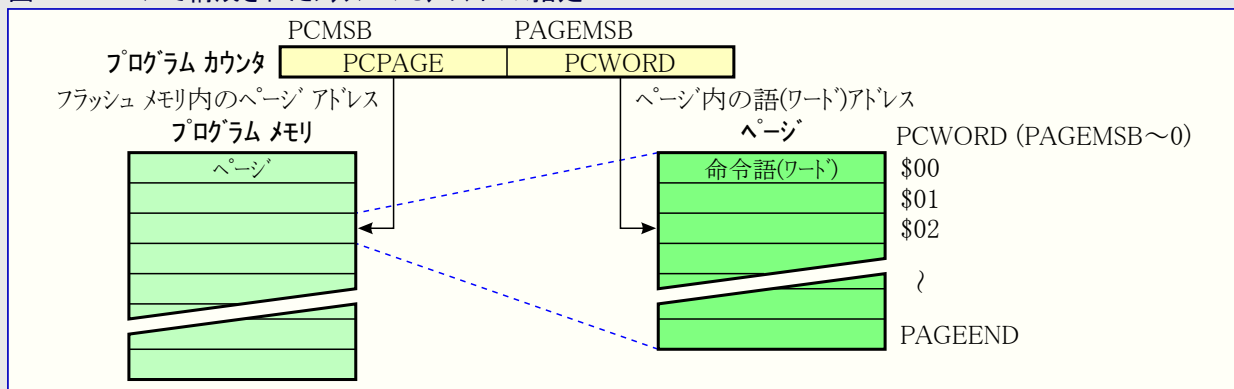 PCMSB PAGEMSB
プログラム カウンタ PCPAGE PCWORD
フラッシュ メモリ内のページ アドレス ページ内の語(ワード)アドレス
プログラム メモリ ページ PCWORD (PAGEMSB～0)
ページ 命令語(ワード) $00
$01
$02
～
PAGEEND